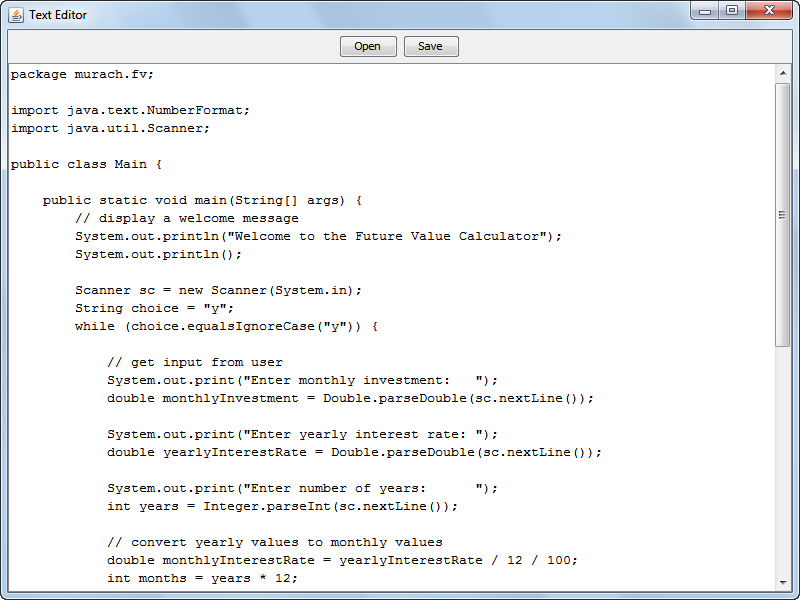 Text Editor
Open Save
package murach.fv;

import java.text.NumberFormat;
import java.util.Scanner;

public class Main {

    public static void main(String[] args) {
        // display a welcome message
        System.out.println("Welcome to the Future Value Calculator");
        System.out.println();

        Scanner sc = new Scanner(System.in);
        String choice = "y";
        while (choice.equalsIgnoreCase("y")) {

            // get input from user
            System.out.print("Enter monthly investment:   ");
            double monthlyInvestment = Double.parseDouble(sc.nextLine());

            System.out.print("Enter yearly interest rate: ");
            double yearlyInterestRate = Double.parseDouble(sc.nextLine());

            System.out.print("Enter number of years:      ");
            int years = Integer.parseInt(sc.nextLine());

            // convert yearly values to monthly values
            double monthlyInterestRate = yearlyInterestRate / 12 / 100;
            int months = years * 12;